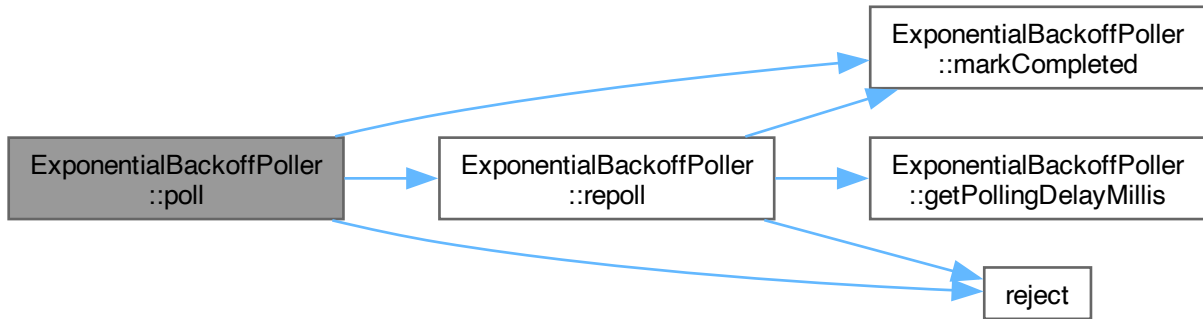 ExponentialBackoffPoller
::markCompleted
ExponentialBackoffPoller
::poll
ExponentialBackoffPoller
::repoll
ExponentialBackoffPoller
::getPollingDelayMillis
reject